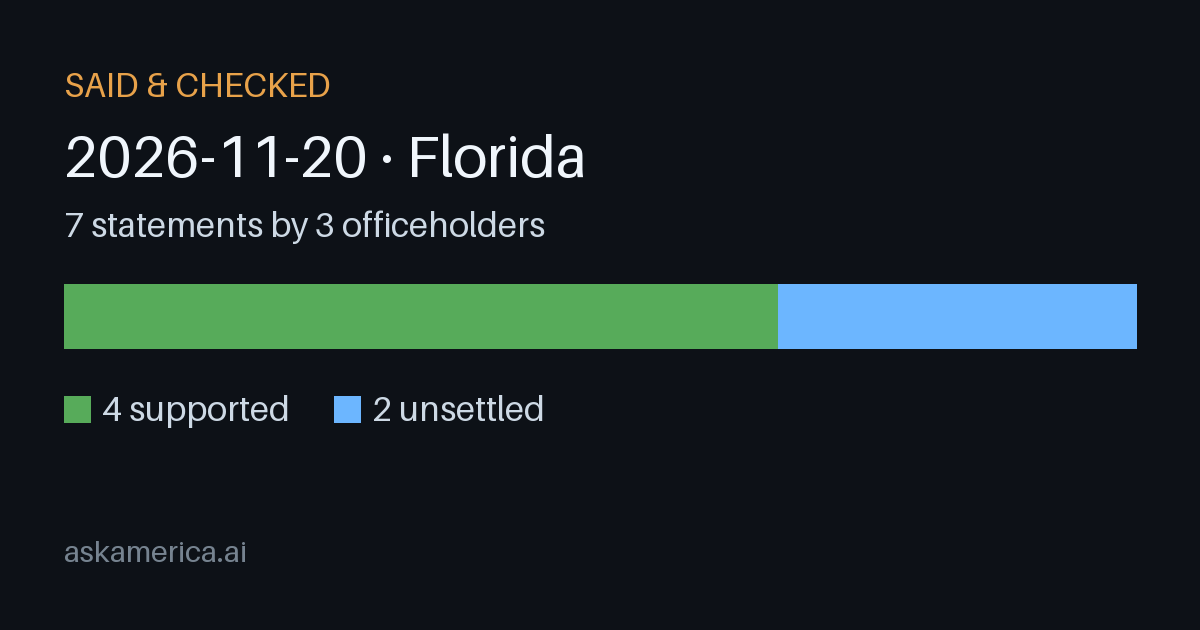 SAID & CHECKED
2026-11-20 · Florida
7 statements by 3 officeholders
4 supported 2 unsettled
askamerica.ai